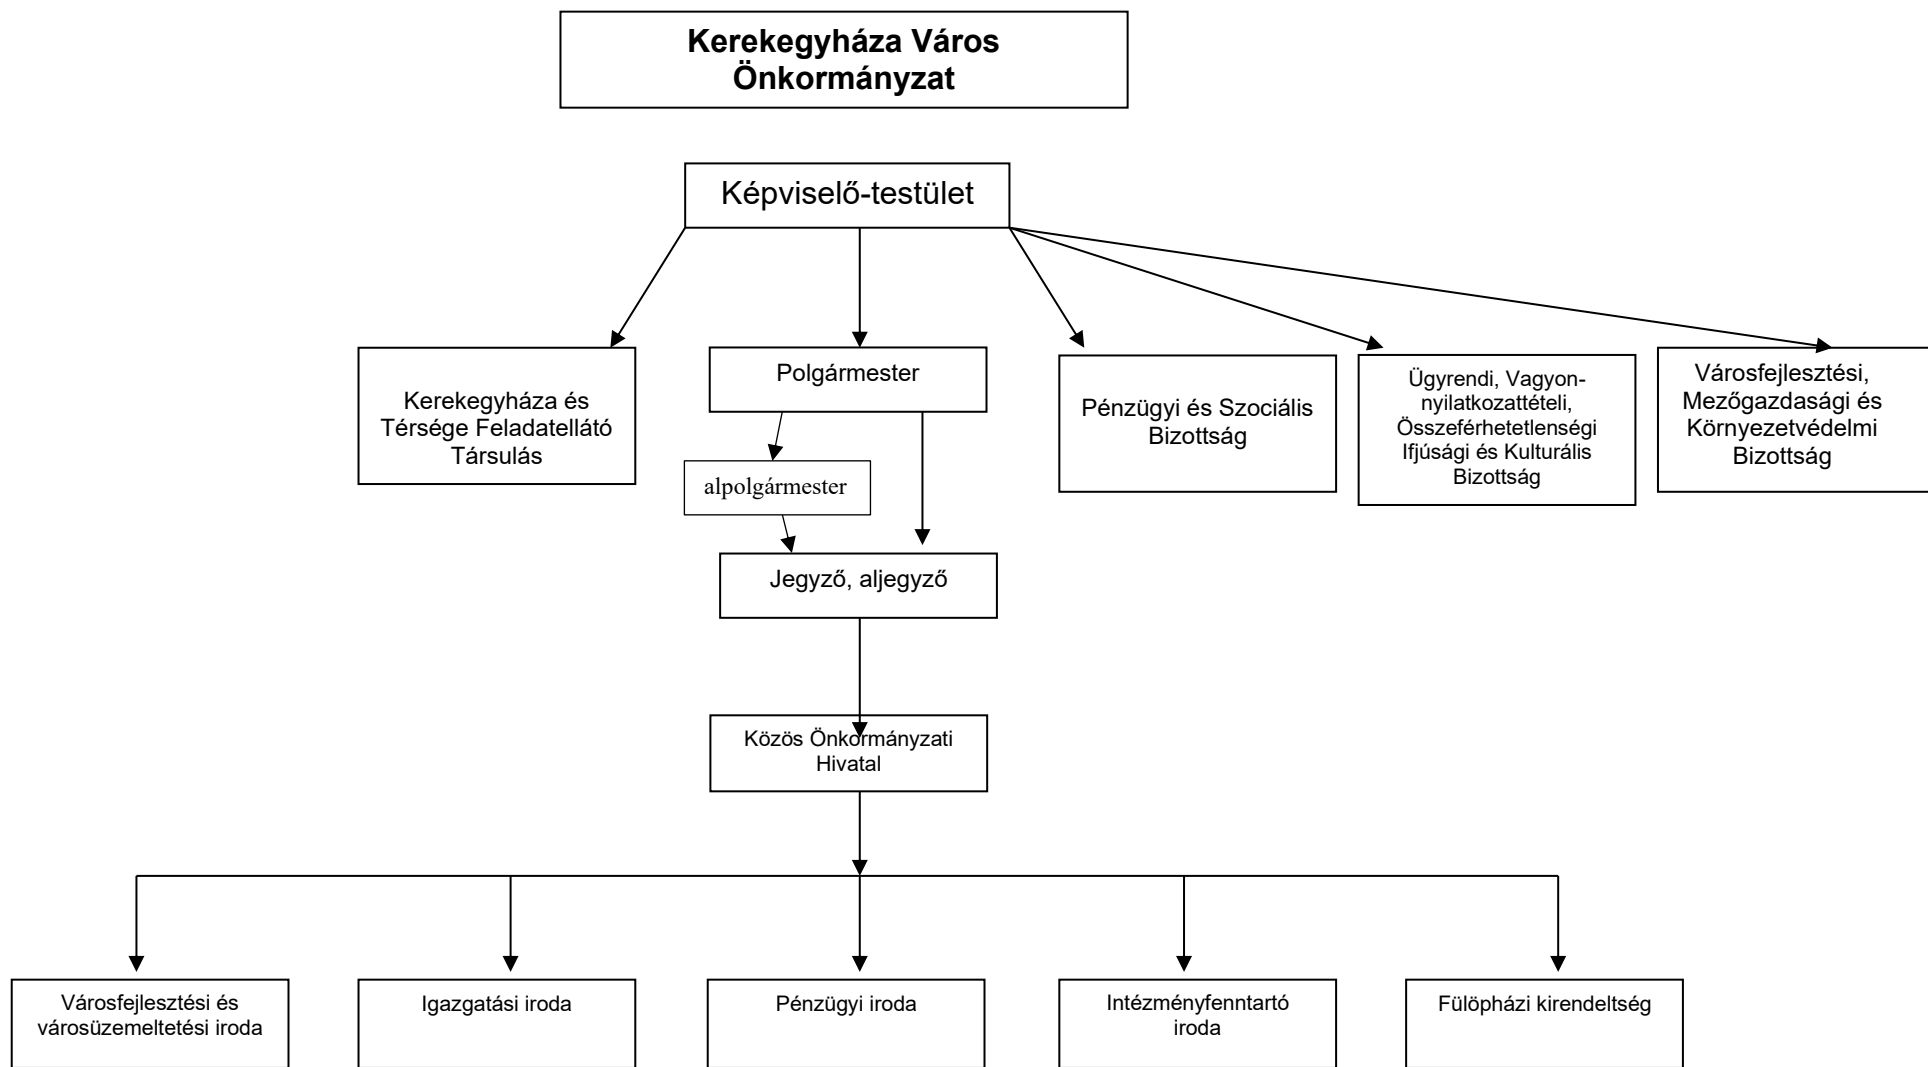 Kerekegyháza Város
Önkormányzat
Képviselő-testület
Kerekegyháza és
Térsége Feladatellátó
Társulás
Polgármester
Pénzügyi és Szociális
Bizottság
Ügyrendi, Vagyon-
nyilatkozattételi,
Összeférhetetlenségi
Ifjúsági és Kulturális
Bizottság
Városfejlesztési,
Mezőgazdasági és
Környezetvédelmi
Bizottság
alpolgármester
Jegyző, aljegyző
Közös Önkormányzati
Hivatal
Városfejlesztési és
városüzemeltetési iroda
Igazgatási iroda
Pénzügyi iroda
Intézményfenntartó
iroda
Fülöpházi kirendeltség